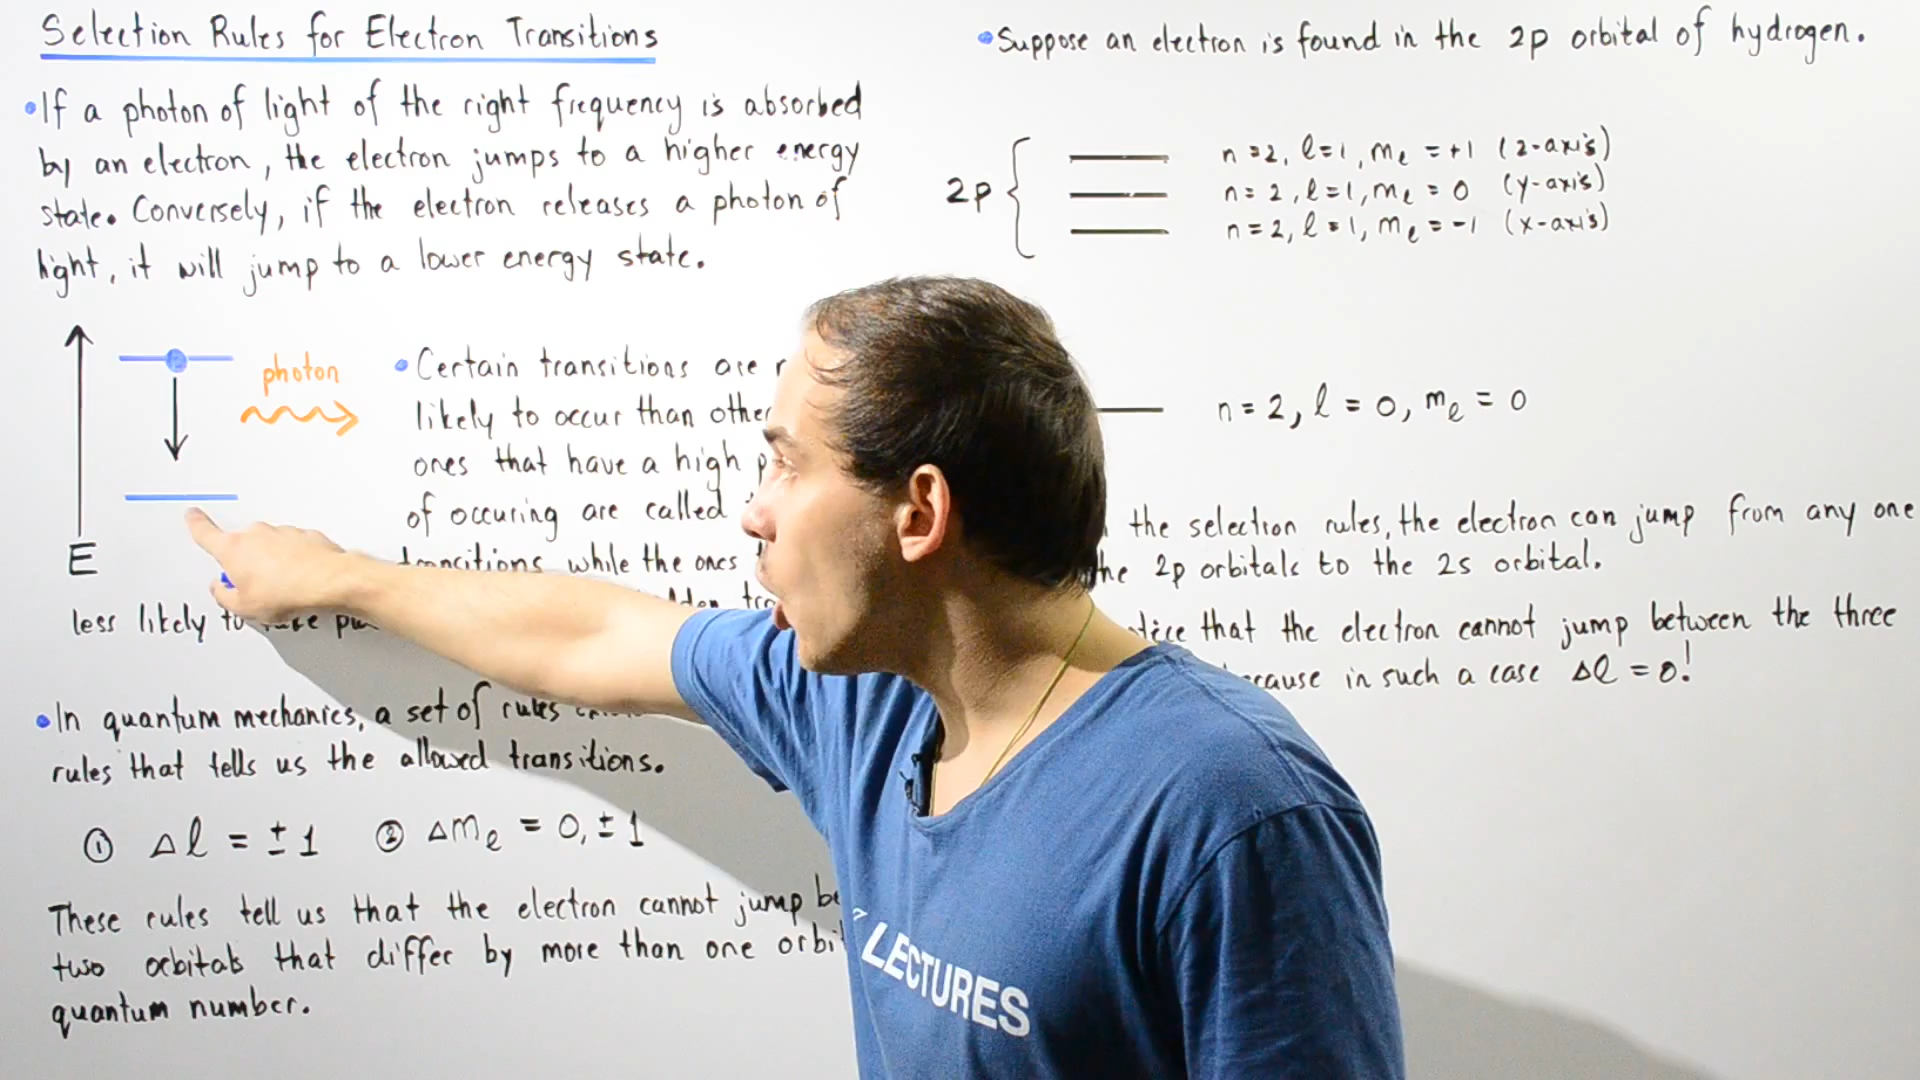 Selection Rules for Electron Transitions
•If a photon of light of the right frequency is absorbed
by an electron, the electron jumps to a higher energy
state. Conversely, if the electron releases a photon of
light, it will jump to a lower energy state.
E
photon
• Certain transitions are
likely to occur than other
ones that have a high
of occuring are called
transitions while the ones
less likely to take
•In quantum mechanics, a set of rules
rules that tells us the allowed transitions.
① Δl = ±1 ② Δmℓ = 0, ±1
These rules tell us that the electron cannot jump
two orbitals that differ by more than one
quantum number.
•Suppose an electron is found in the 2p orbital of hydrogen.
2p
n=2, l=1, mℓ = +1 (z-axis)
n=2, l=1, mℓ = 0 (y-axis)
n=2, l=1, mℓ = -1 (x-axis)
n=2, l = 0, mℓ = 0
the selection rules, the electron can jump from any one
the 2p orbitals to the 2s orbital.
that the electron cannot jump between the three
in such a case Δl = 0!
LECTURES